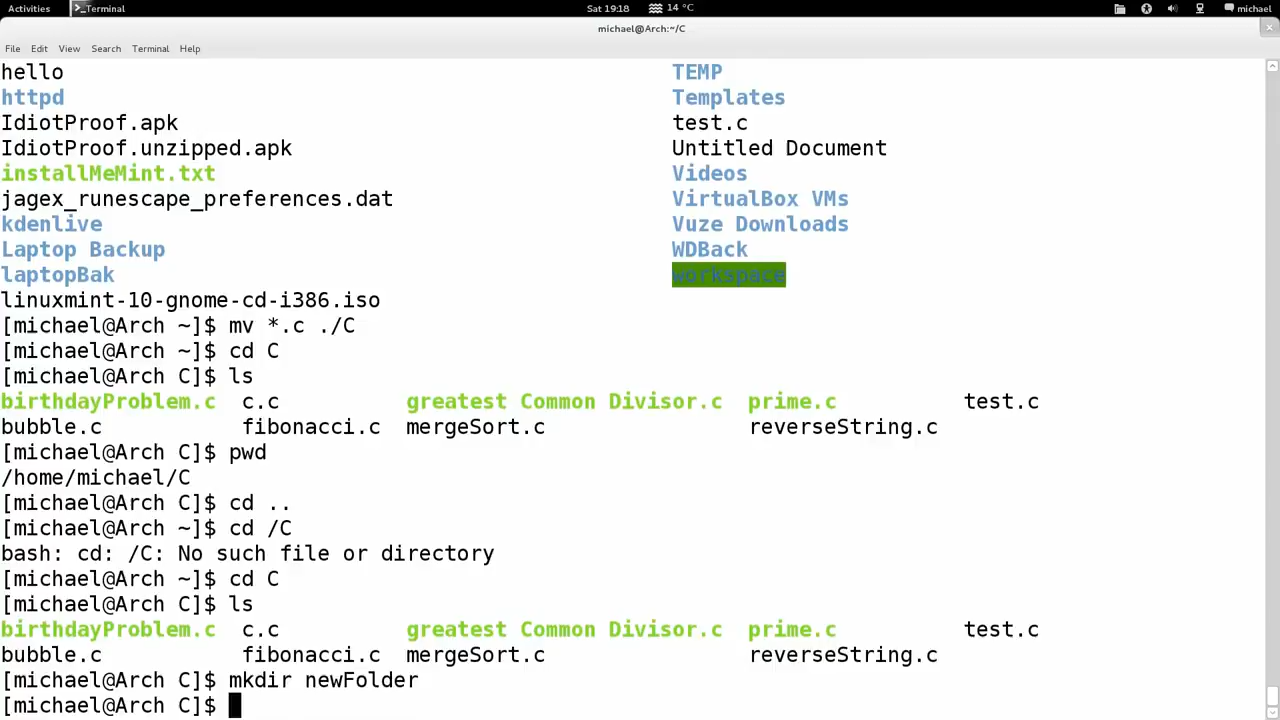 Activities Terminal Sat 19:18 14 °C michael
michael@Arch:~/C
File Edit View Search Terminal Help
hello TEMP
httpd Templates
IdiotProof.apk test.c
IdiotProof.unzipped.apk Untitled Document
installMeMint.txt Videos
jagex_runescape_preferences.dat VirtualBox VMs
kdenlive Vuze Downloads
Laptop Backup WDBack
laptopBak workspace
linuxmint-10-gnome-cd-i386.iso
[michael@Arch ~]$ mv *.c ./C
[michael@Arch ~]$ cd C
[michael@Arch C]$ ls
birthdayProblem.c c.c greatest Common Divisor.c prime.c test.c
bubble.c fibonacci.c mergeSort.c reverseString.c
[michael@Arch C]$ pwd
/home/michael/C
[michael@Arch C]$ cd ..
[michael@Arch ~]$ cd /C
bash: cd: /C: No such file or directory
[michael@Arch ~]$ cd C
[michael@Arch C]$ ls
birthdayProblem.c c.c greatest Common Divisor.c prime.c test.c
bubble.c fibonacci.c mergeSort.c reverseString.c
[michael@Arch C]$ mkdir newFolder
[michael@Arch C]$